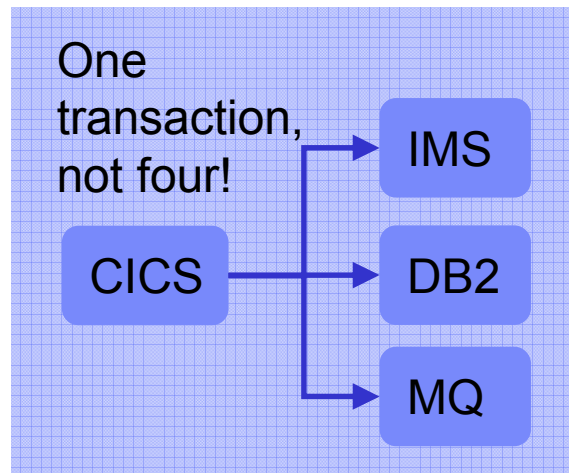 One
transaction,
not four!
IMS
CICS
DB2
MQ